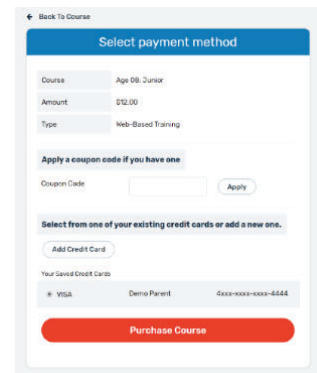 ← Back To Course
Select payment method
Course Age 08: Junior
Amount $12.00
Type Web-Based Training
Apply a coupon code if you have one
Coupon Code Apply
Select from one of your existing credit cards or add a new one.
Add Credit Card
Your Saved Credit Cards
VISA Demo Parent 4xxx-xxxx-xxxx-4444
Purchase Course